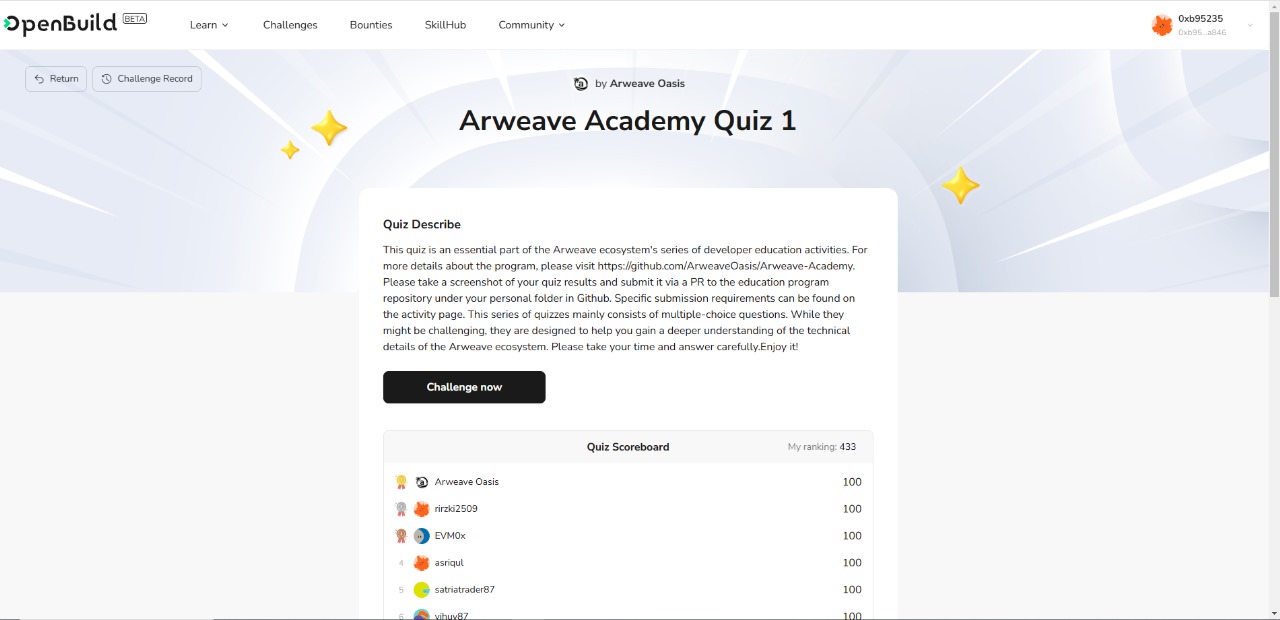 OpenBuild BETA
Learn Challenges Bounties SkillHub Community
0xb95235
0xb95...a846
Return Challenge Record
by Arweave Oasis
Arweave Academy Quiz 1
Quiz Describe
This quiz is an essential part of the Arweave ecosystem's series of developer education activities. For
more details about the program, please visit https://github.com/ArweaveOasis/Arweave-Academy.
Please take a screenshot of your quiz results and submit it via a PR to the education program
repository under your personal folder in Github. Specific submission requirements can be found on
the activity page. This series of quizzes mainly consists of multiple-choice questions. While they
might be challenging, they are designed to help you gain a deeper understanding of the technical
details of the Arweave ecosystem. Please take your time and answer carefully.Enjoy it!
Challenge now
Quiz Scoreboard My ranking: 433
Arweave Oasis 100
rirzki2509 100
EVM0x 100
4 asriqul 100
5 satriatrader87 100
6 yihuy87 100